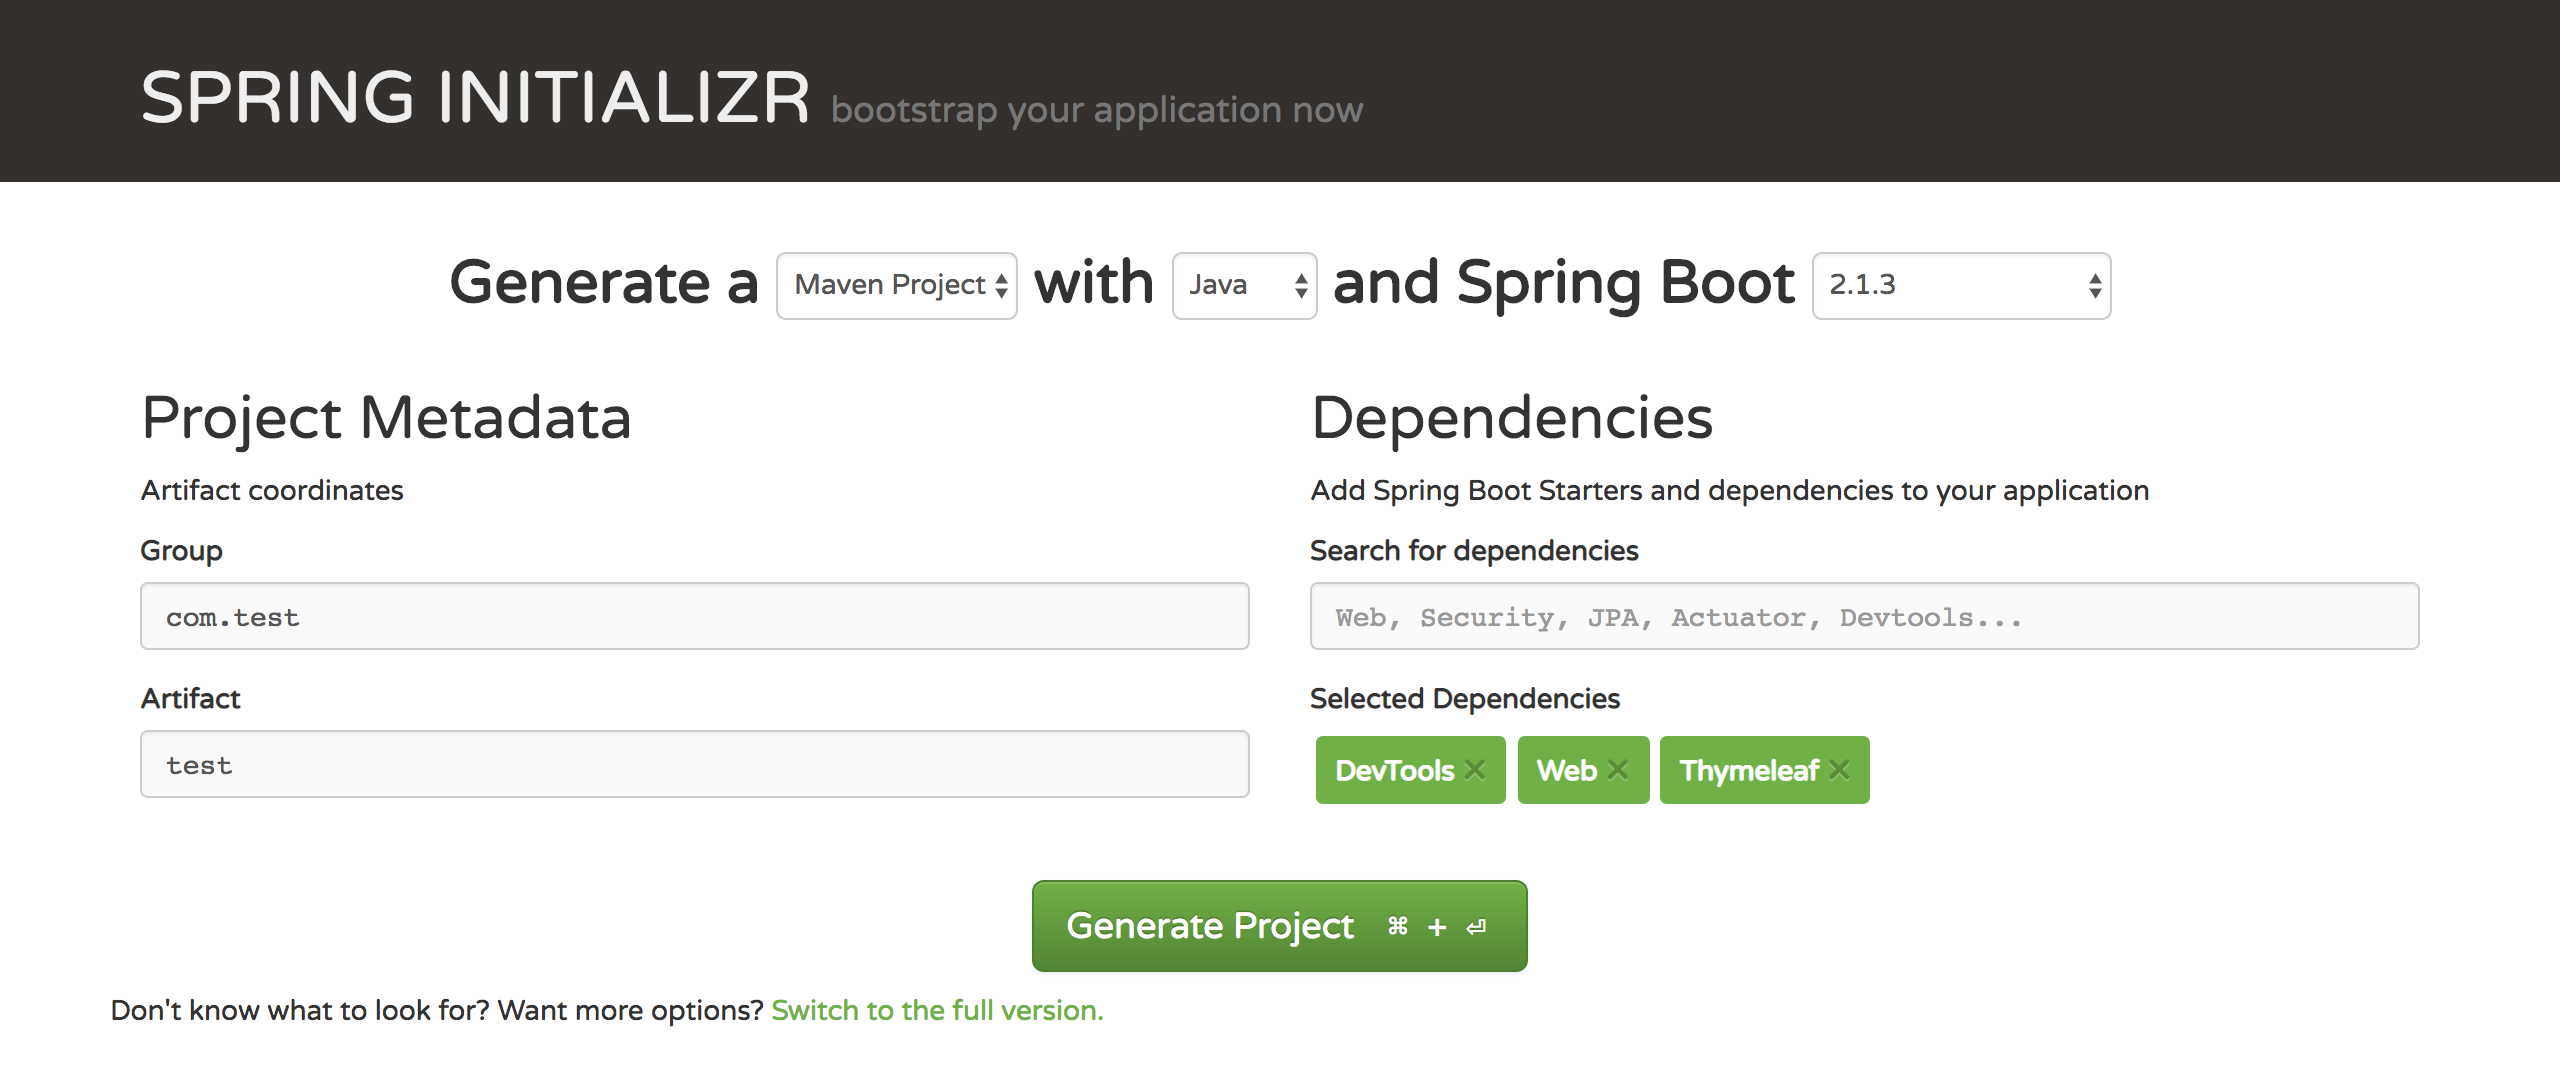 SPRING INITIALIZR bootstrap your application now
Generate a Maven Project with Java and Spring Boot 2.1.3
Project Metadata
Artifact coordinates
Group
com.test
Artifact
test
Dependencies
Add Spring Boot Starters and dependencies to your application
Search for dependencies
Web, Security, JPA, Actuator, Devtools...
Selected Dependencies
DevTools × Web × Thymeleaf ×
Generate Project ⌘ + ⏎
Don't know what to look for? Want more options? Switch to the full version.